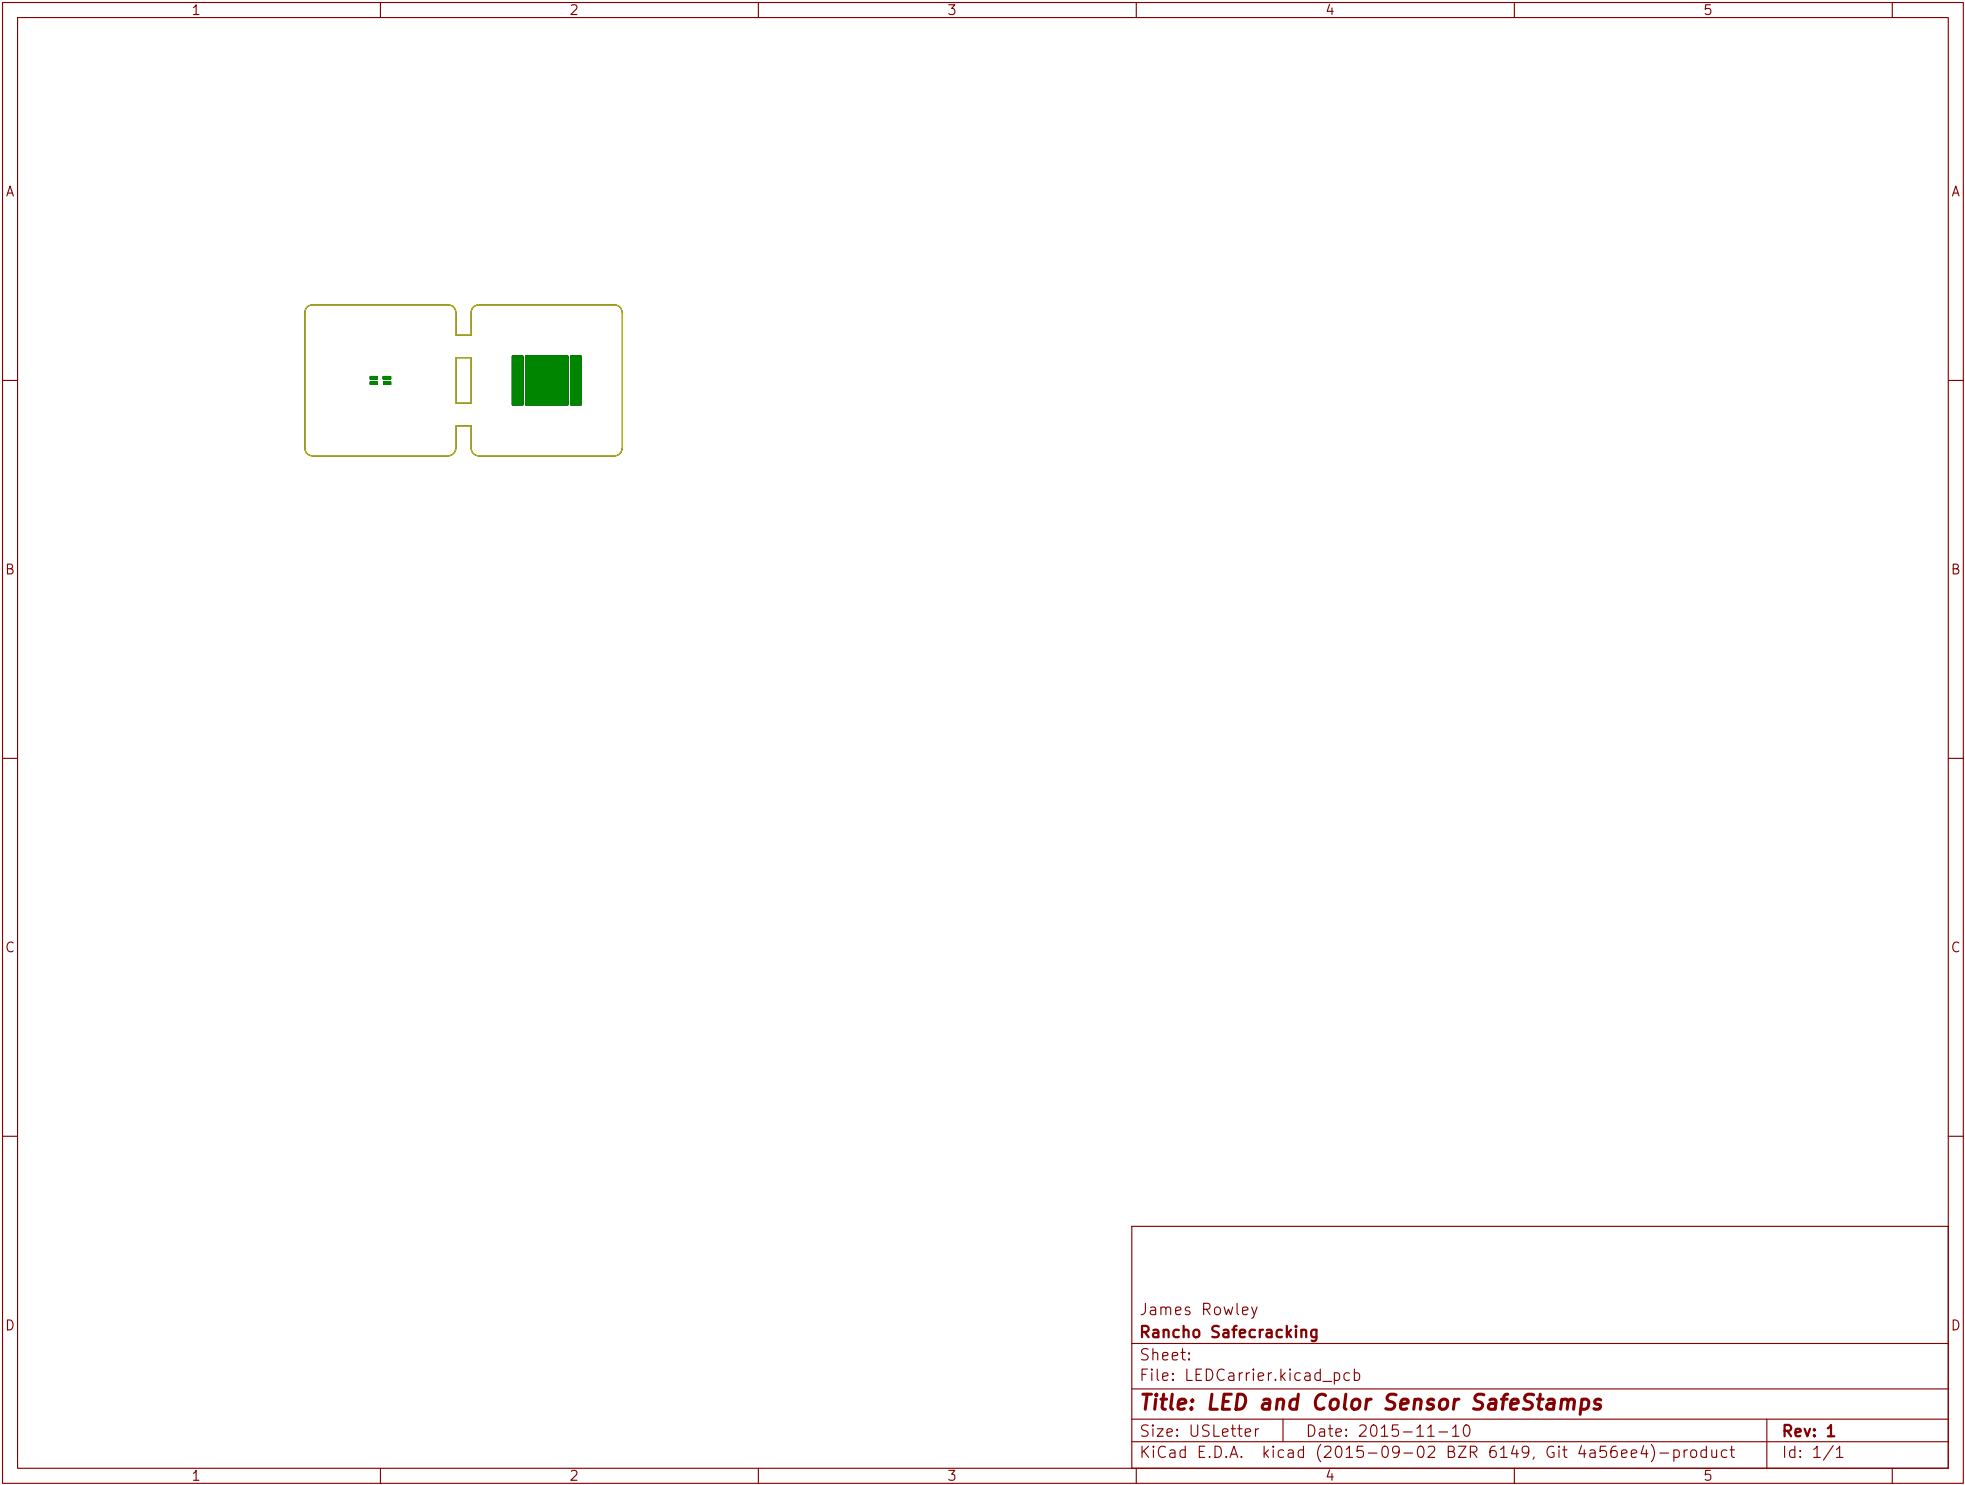 1 2 3 4 5
A A
B B
C C
James Rowley
D D
Rancho Safecracking
Sheet:
File: LEDCarrier.kicad_pcb
Title: LED and Color Sensor SafeStamps
Size: USLetter Date: 2015-11-10 Rev: 1
KiCad E.D.A. kicad (2015-09-02 BZR 6149, Git 4a56ee4)-product Id: 1/1
1 2 3 4 5